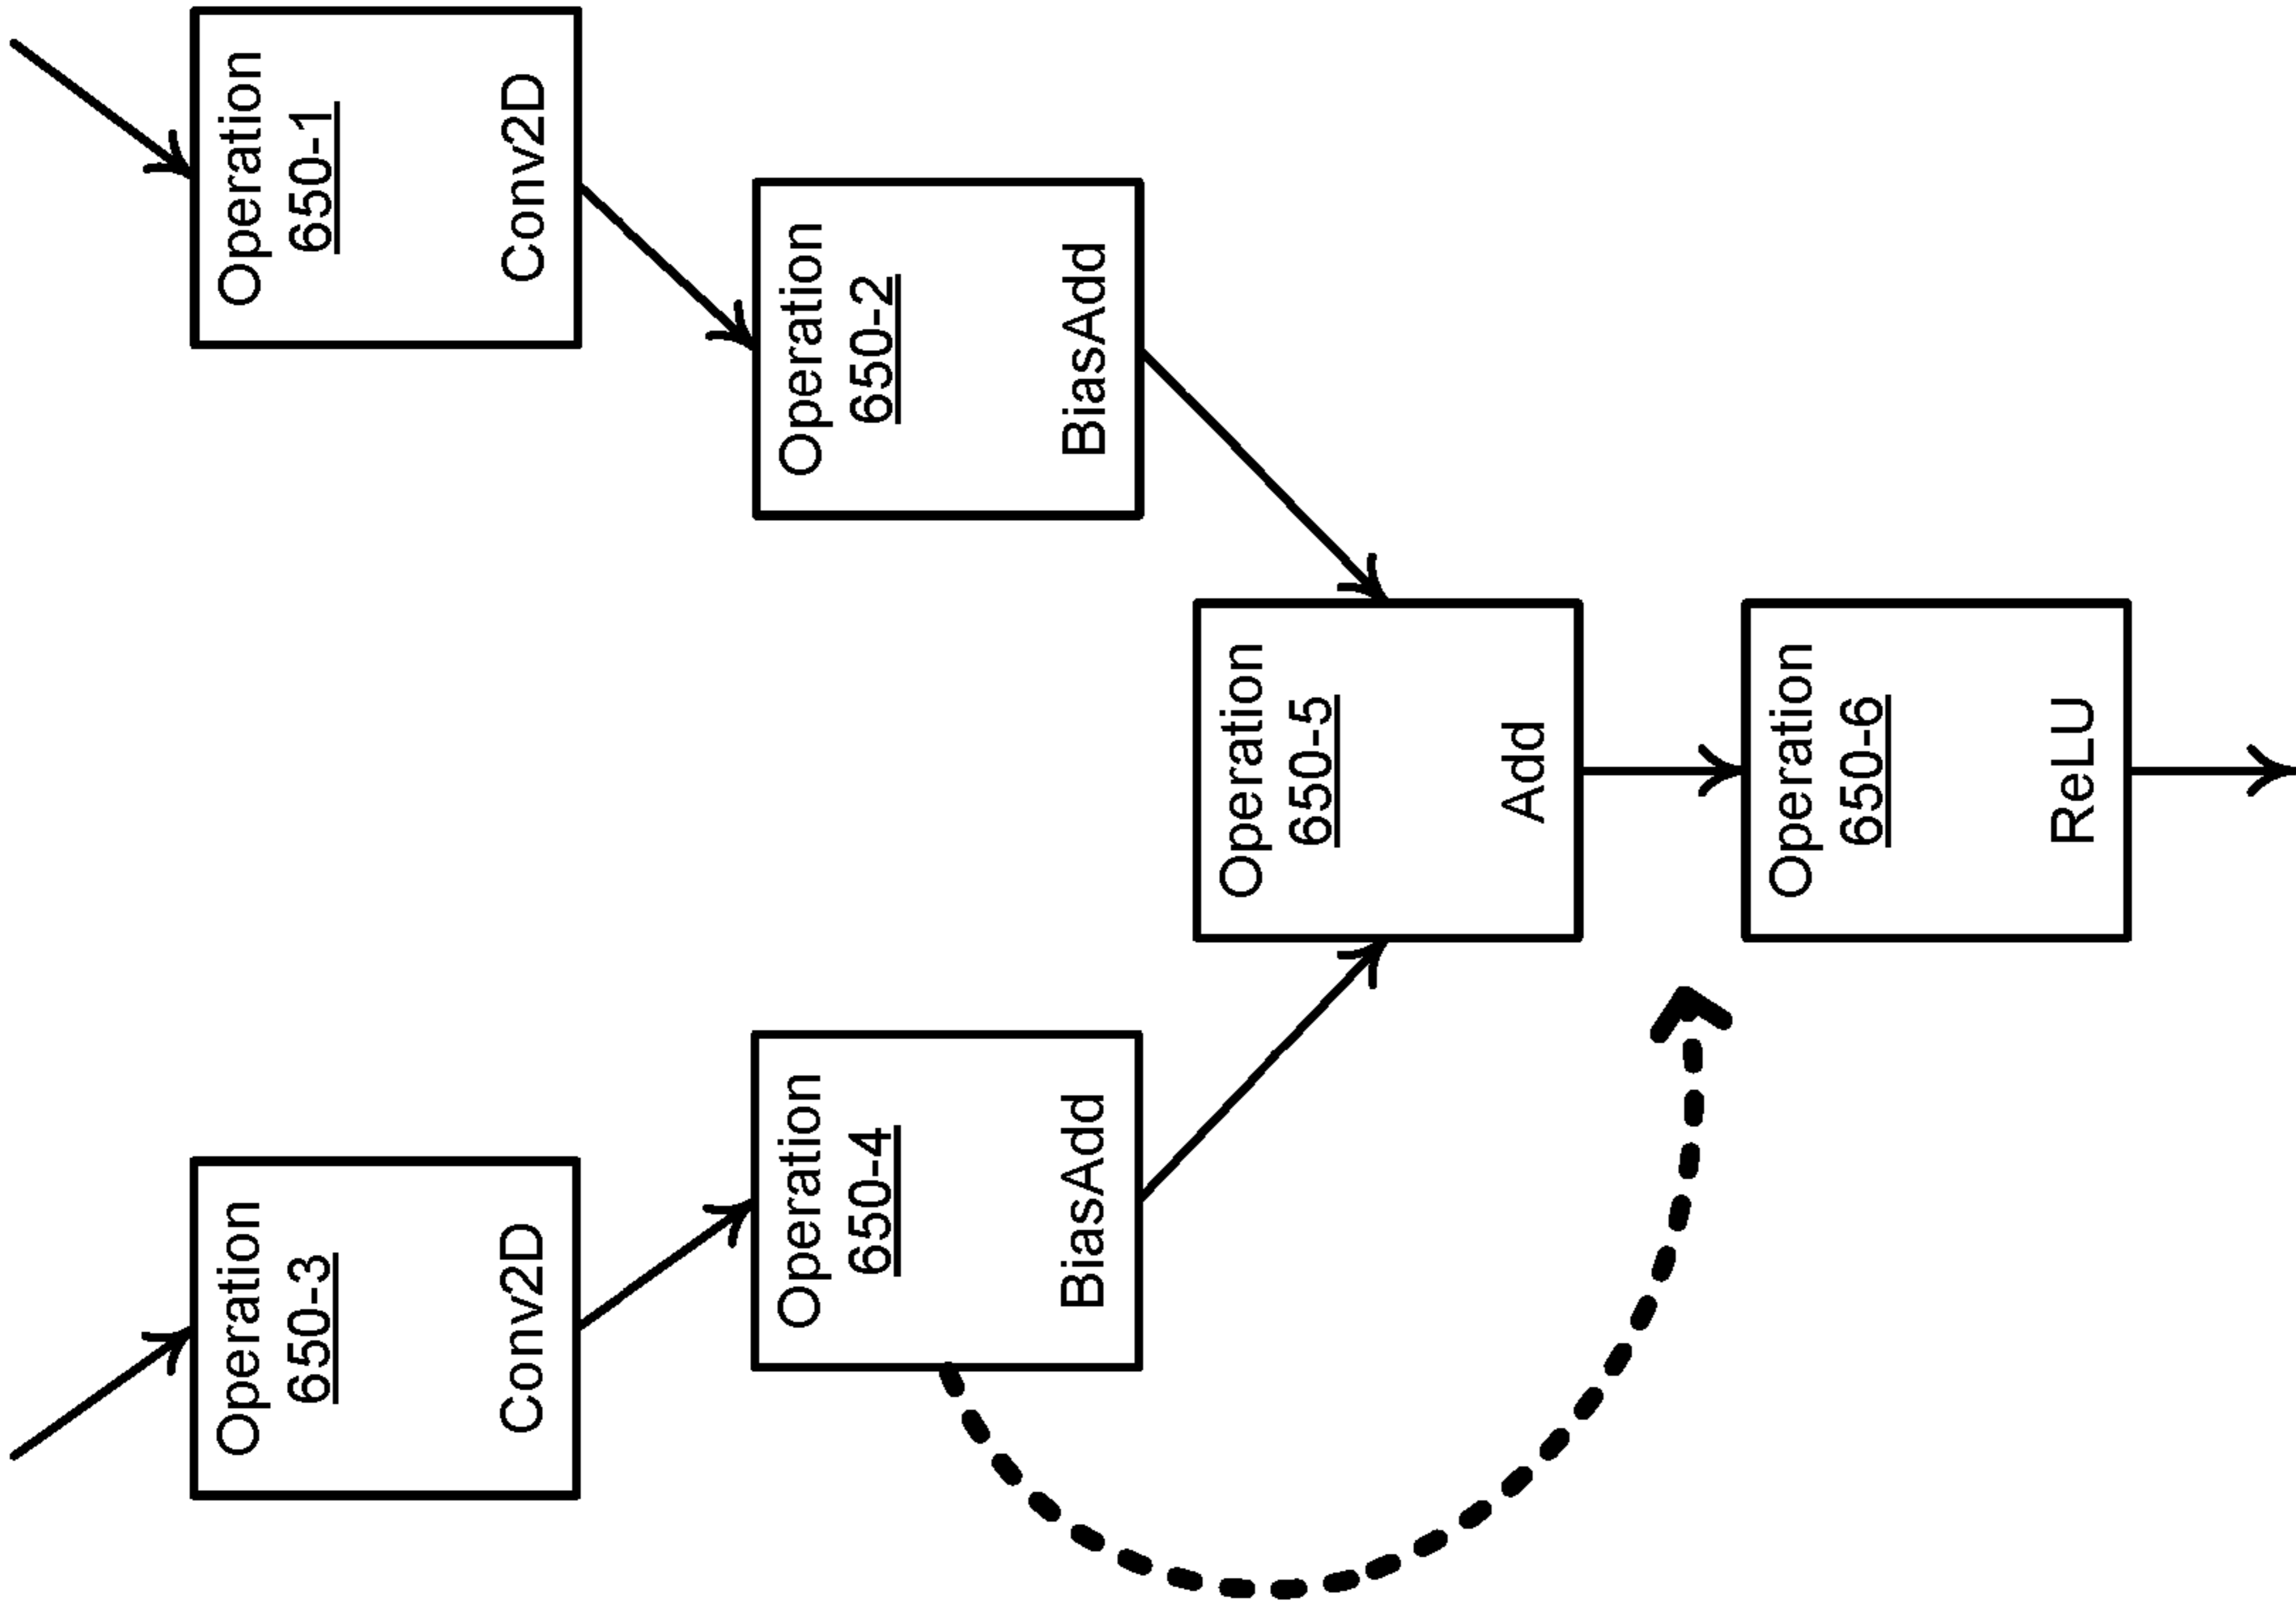 Operation
650-1
Conv2D
Operation
650-2
BiasAdd
Operation
650-3
Conv2D
Operation
650-4
BiasAdd
Operation
650-5
Add
Operation
650-6
ReLU